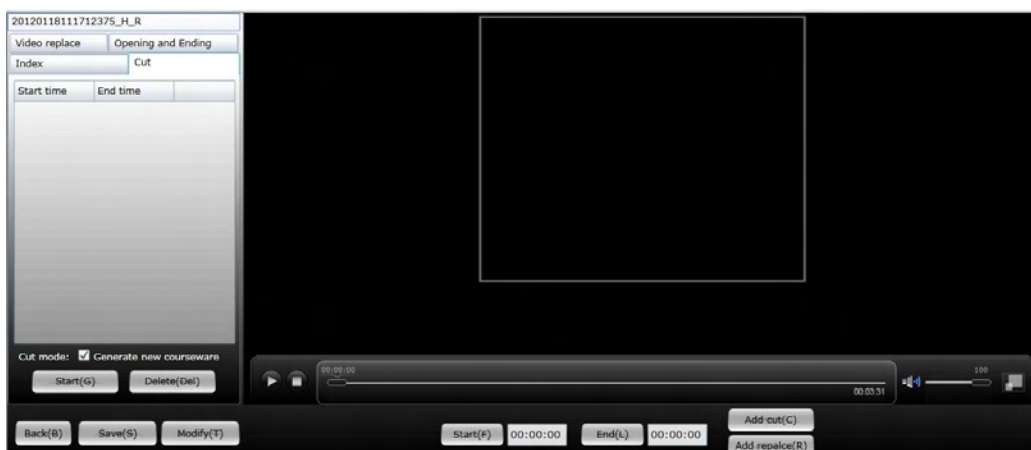 20120118111712375_H_R
Video replace Opening and Ending
Index Cut
Start time End time
Cut mode: Generate new courseware
Start(G) Delete(Del)
00:00:00
00:03:31
100
Back(B) Save(S) Modify(T)
Start(F) 00:00:00 End(L) 00:00:00
Add cut(C)
Add repalce(R)